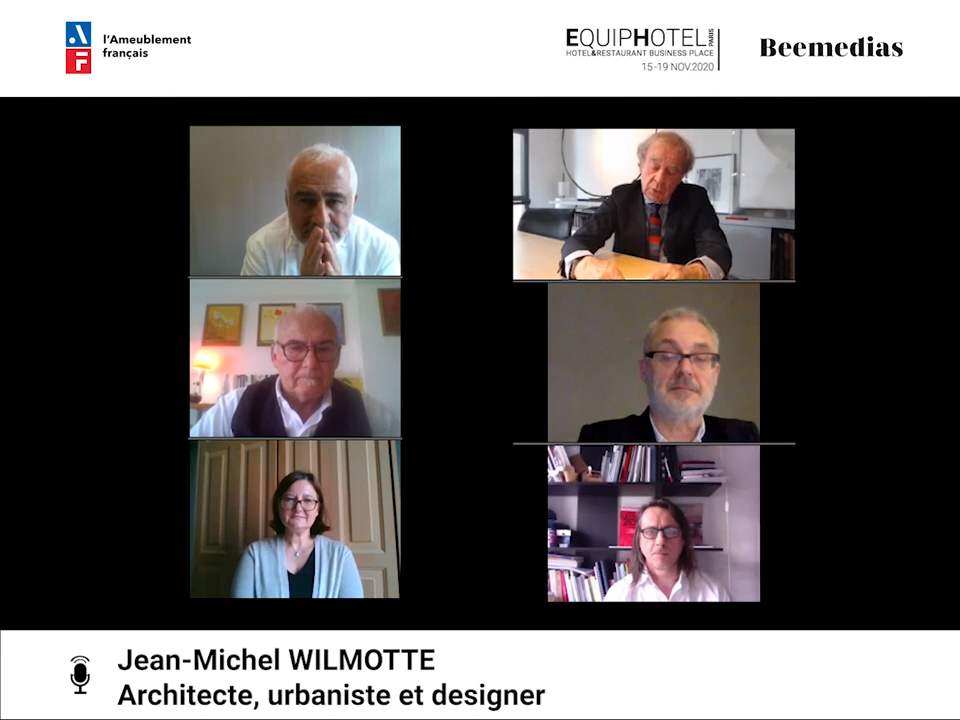 l'Ameublement
français
EQUIPHOTEL PARIS
HOTEL&RESTAURANT BUSINESS PLACE
15-19 NOV.2020
Beemedias
Jean-Michel WILMOTTE
Architecte, urbaniste et designer